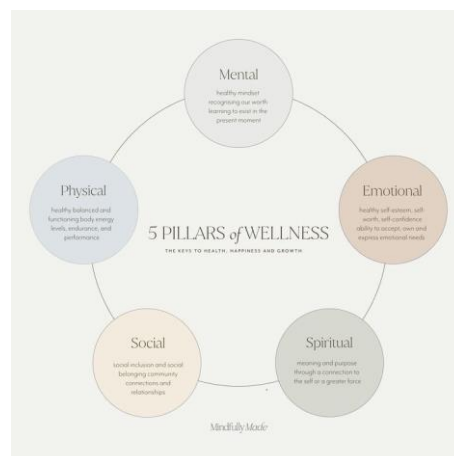 Mental
healthy mindset
recognising our worth
learning to exist in the
present moment
Physical
healthy balanced and
functioning body energy
levels, endurance, and
performance
Emotional
healthy self-esteem, self-
worth, self-confidence
ability to accept, own and
express emotional needs
5 PILLARS of WELLNESS
THE KEYS TO HEALTH, HAPPINESS AND GROWTH
Social
social inclusion and social
belonging community
connections and
relationships
Spiritual
meaning and purpose
through a connection to
the self or a greater force
Mindfully Made